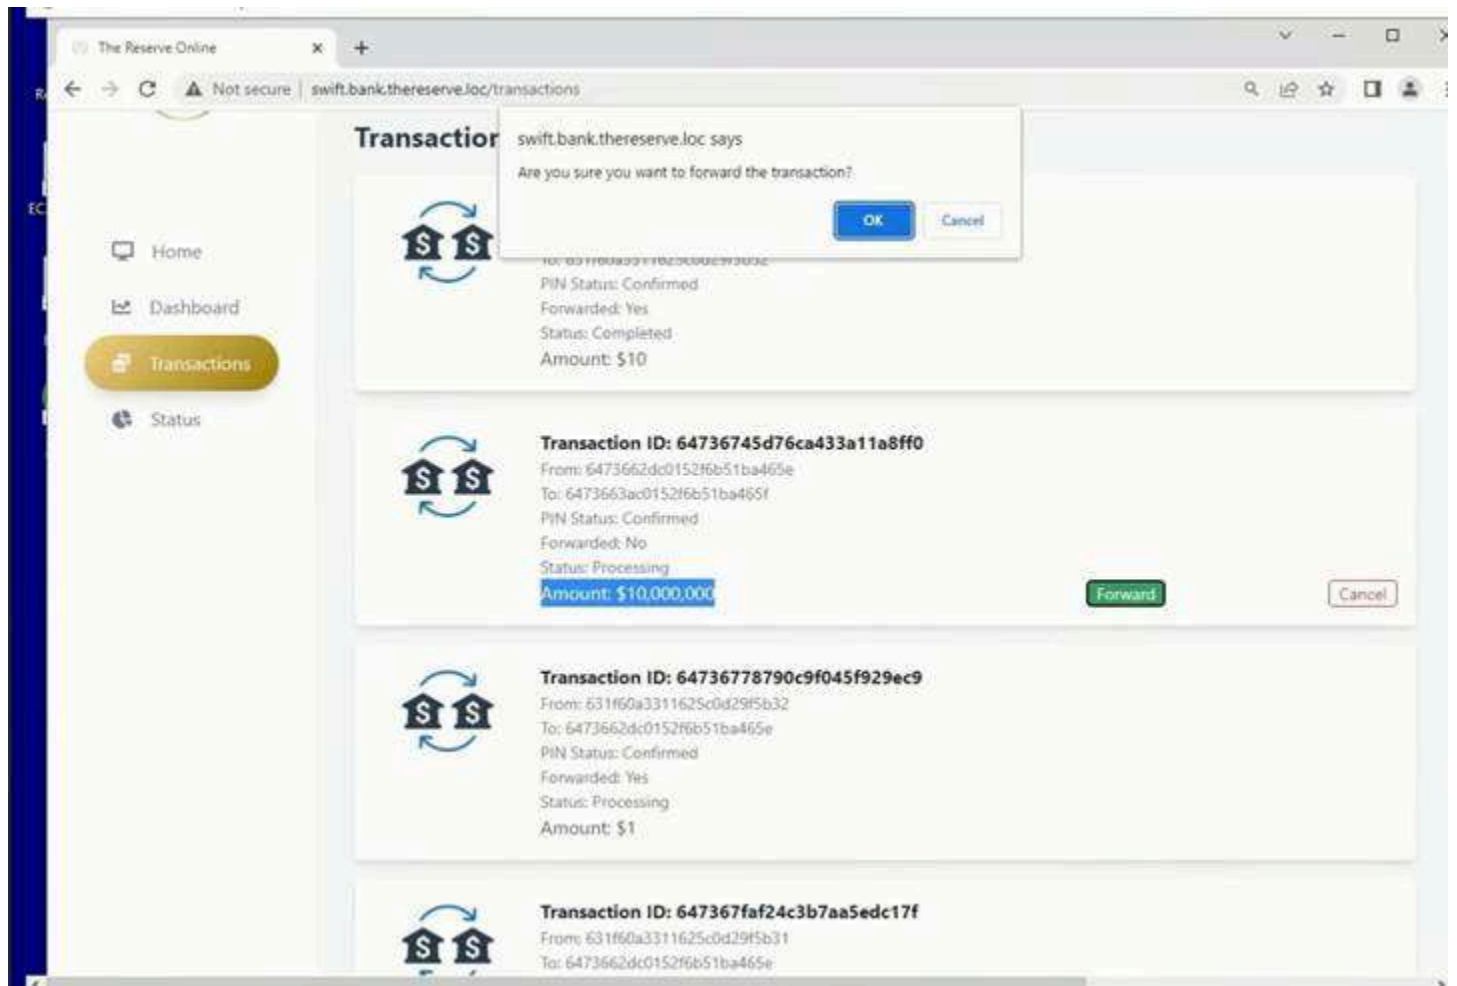 The Reserve Online
Not secure | swift.bank.thereserve.loc/transactions
swift.bank.thereserve.loc says
Are you sure you want to forward the transaction?
OK Cancel
Home
Dashboard
Transactions
Status
PIN Status: Confirmed
Forwarded: Yes
Status: Completed
Amount: $10
Transaction ID: 64736745d76ca433a11a8ff0
From: 6473662dc0152f6b51ba465e
To: 6473663ac0152f6b51ba465f
PIN Status: Confirmed
Forwarded: No
Status: Processing
Amount: $10,000,000
Forward
Cancel
Transaction ID: 64736778790c9f045f929ec9
From: 631f60a3311625c0d29f5b32
To: 6473662dc0152f6b51ba465e
PIN Status: Confirmed
Forwarded: Yes
Status: Processing
Amount: $1
Transaction ID: 647367faf24c3b7aa5edc17f
From: 631f60a3311625c0d29f5b31
To: 6473662dc0152f6b51ba465e